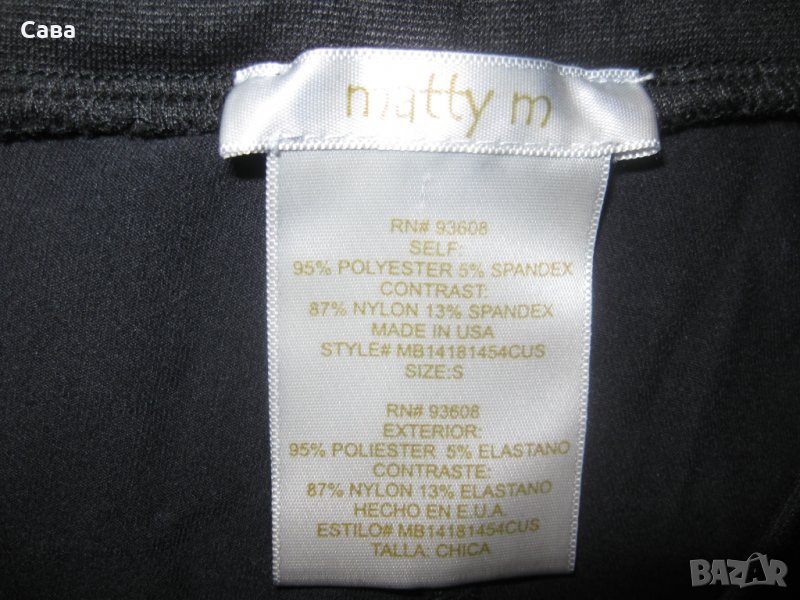 Сава
matty m
RN# 93608
SELF:
95% POLYESTER 5% SPANDEX
CONTRAST:
87% NYLON 13% SPANDEX
MADE IN USA
STYLE# MB14181454CUS
SIZE:S
RN# 93608
EXTERIOR:
95% POLIESTER 5% ELASTANO
CONTRASTE:
87% NYLON 13% ELASTANO
HECHO EN E.U.A.
ESTILO# MB14181454CUS
TALLA: CHICA
BAZAR